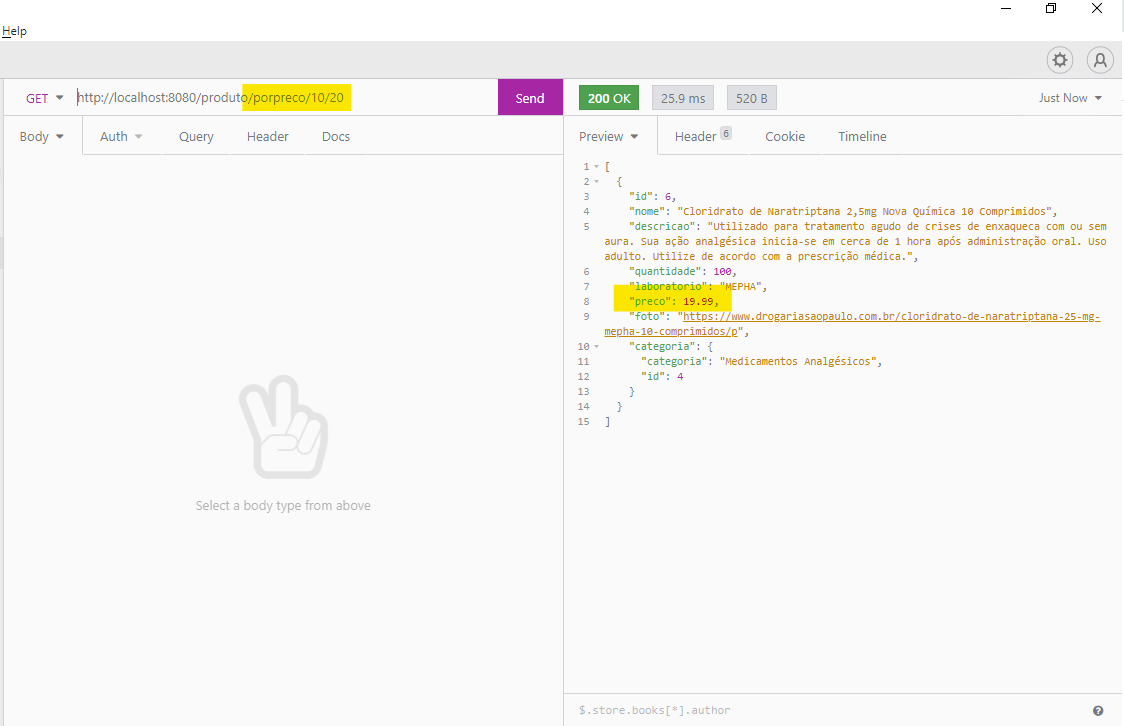 Help
GET http://localhost:8080/produto/porpreco/10/20 Send 200 OK 25.9 ms 520 B Just Now
Body Auth Query Header Docs Preview Header 6 Cookie Timeline
1 [
2 {
3 "id": 6,
4 "nome": "Cloridrato de Naratriptana 2,5mg Nova Química 10 Comprimidos",
5 "descricao": "Utilizado para tratamento agudo de crises de enxaqueca com ou sem
aura. Sua ação analgésica inicia-se em cerca de 1 hora após administração oral. Uso
adulto. Utilize de acordo com a prescrição médica.",
6 "quantidade": 100,
7 "laboratorio": "MEPHA",
8 "preco": 19.99,
9 "foto": "https://www.drogariasaopaulo.com.br/cloridrato-de-naratriptana-25-mg-
mepha-10-comprimidos/p",
10 "categoria": {
11 "categoria": "Medicamentos Analgésicos",
12 "id": 4
13 }
14 }
15 ]
Select a body type from above
$.store.books[*].author